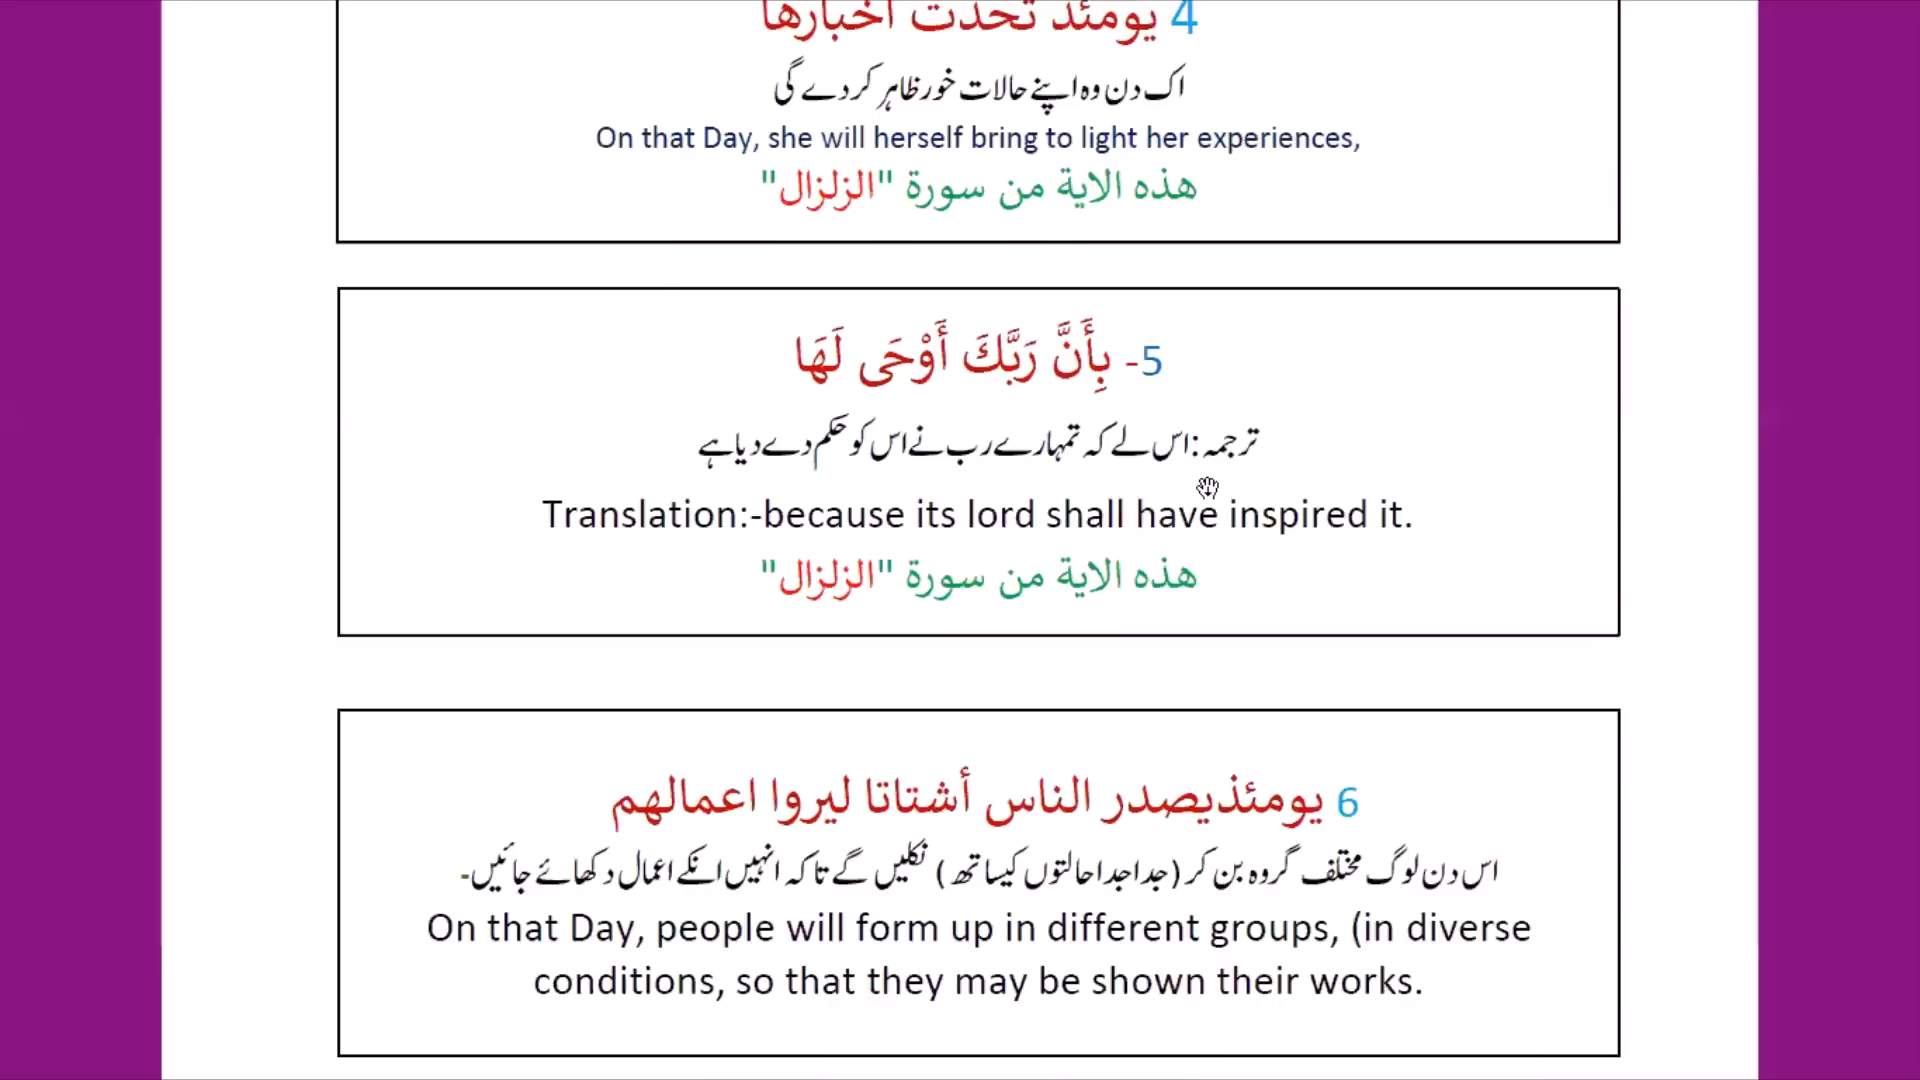 4 يومئذ تحدث اخبارها
اک دن وہ اپنے حالات خور ظاہر کر دے گی
On that Day, she will herself bring to light her experiences,
هذه الاية من سورة "الزلزال"
5- بِأَنَّ رَبَّكَ أَوْحَى لَهَا
ترجمہ: اس لے کہ تمہارے رب نے اس کو حکم دے دیا ہے
Translation:-because its lord shall have inspired it.
هذه الاية من سورة "الزلزال"
6 يومئذيصدر الناس أشتاتا ليروا اعمالهم
اس دن لوگ مختلف گروہ بن کر (جدا جدا حالتوں کیساتھ) نکلیں گے تا کہ انہیں انکے اعمال دکھائے جائیں-
On that Day, people will form up in different groups, (in diverse
conditions, so that they may be shown their works.